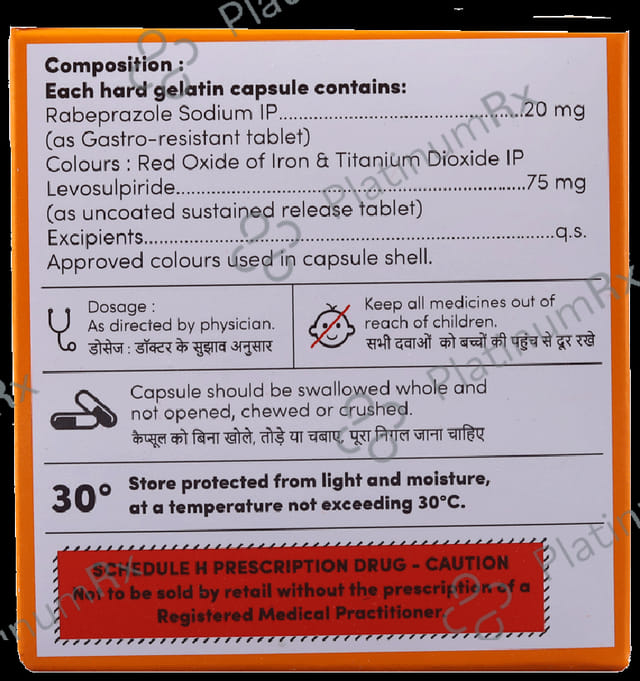 Composition :
Each hard gelatin capsule contains:
Rabeprazole Sodium IP..................................................20 mg
(as Gastro-resistant tablet)
Colours : Red Oxide of Iron & Titanium Dioxide IP
Levosulpiride......................................................................75 mg
(as uncoated sustained release tablet)
Excipients..................................................................................q.s.
Approved colours used in capsule shell.
Dosage :
As directed by physician.
डोसेज : डॉक्टर के सुझाव अनुसार
Keep all medicines out of
reach of children.
सभी दवाओं को बच्चों की पहुंच से दूर रखे
Capsule should be swallowed whole and
not opened, chewed or crushed.
कैप्सूल को बिना खोले, तोड़े या चबाए, पूरा निगल जाना चाहिए
30° Store protected from light and moisture,
at a temperature not exceeding 30°C.
SCHEDULE H PRESCRIPTION DRUG - CAUTION
Not to be sold by retail without the prescription of a
Registered Medical Practitioner.
PlatinumRx
PlatinumRx
PlatinumRx